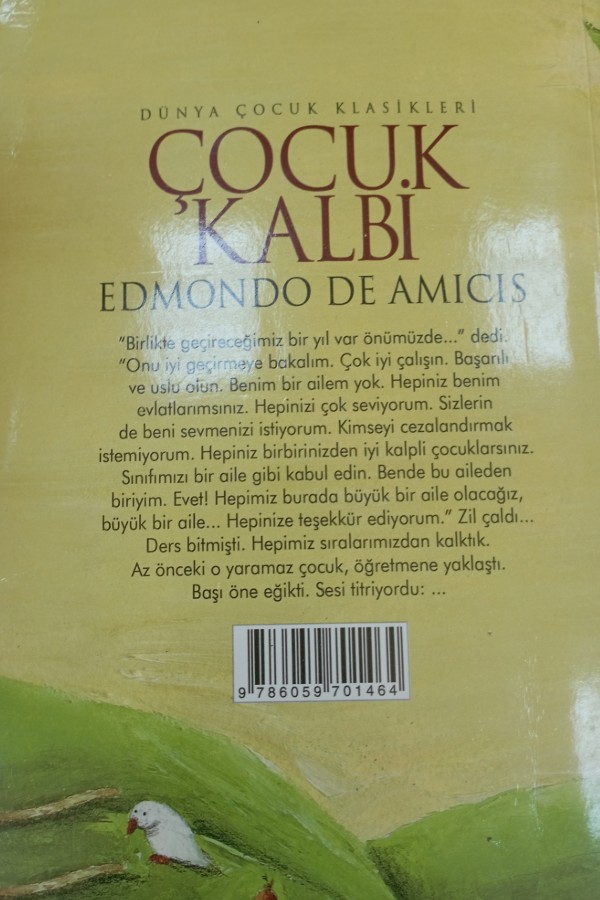 DÜNYA ÇOCUK KLASİKLERİ
ÇOCUK
KALBİ
EDMONDO DE AMICIS
“Birlikte geçireceğimiz bir yıl var önümüzde...” dedi.
“Onu iyi geçirmeye bakalım. Çok iyi çalışın. Başarılı
ve uslu olun. Benim bir ailem yok. Hepiniz benim
evlatlarımsınız. Hepinizi çok seviyorum. Sizlerin
de beni sevmenizi istiyorum. Kimseyi cezalandırmak
istemiyorum. Hepiniz birbirinizden iyi kalpli çocuklarsınız.
Sınıfımızı bir aile gibi kabul edin. Bende bu aileden
biriyim. Evet! Hepimiz burada büyük bir aile olacağız,
büyük bir aile... Hepinize teşekkür ediyorum.” Zil çaldı...
Ders bitmişti. Hepimiz sıralarımızdan kalktık.
Az önceki o yaramaz çocuk, öğretmene yaklaştı.
Başı öne eğikti. Sesi titriyordu: ...
9 786059 701464